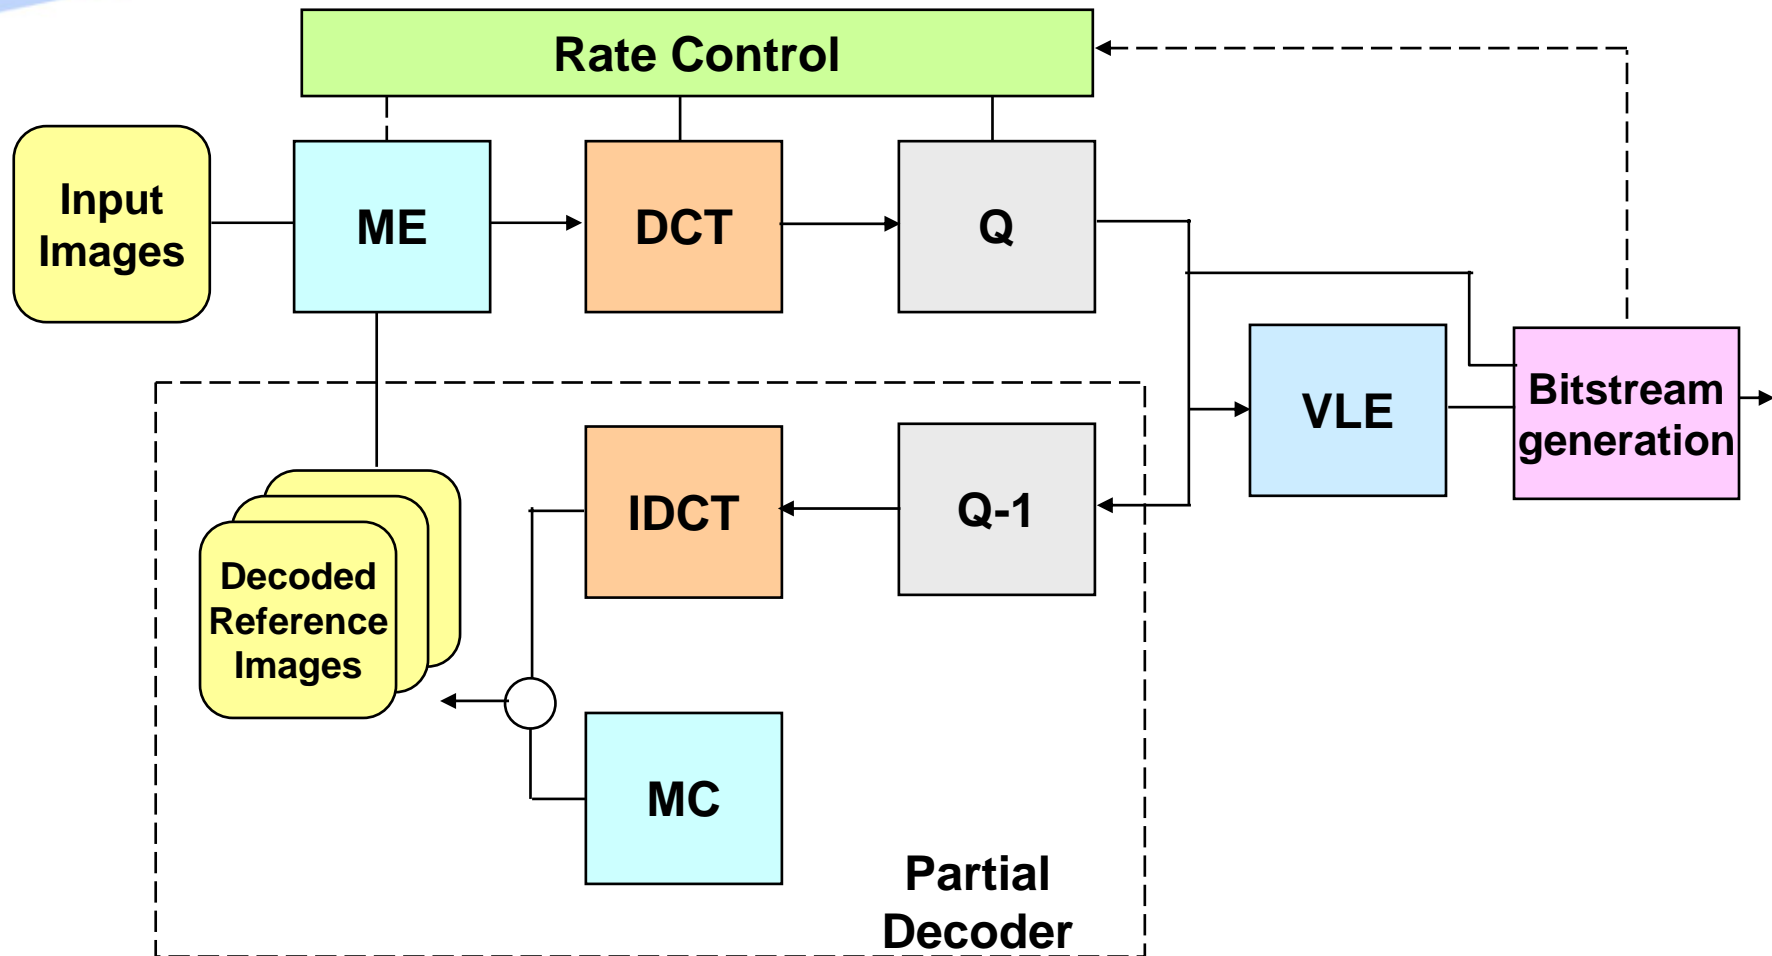 Rate Control
Input
Images
ME
DCT
Q
VLE
Bitstream
generation
IDCT
Q-1
Decoded
Reference
Images
MC
Partial
Decoder